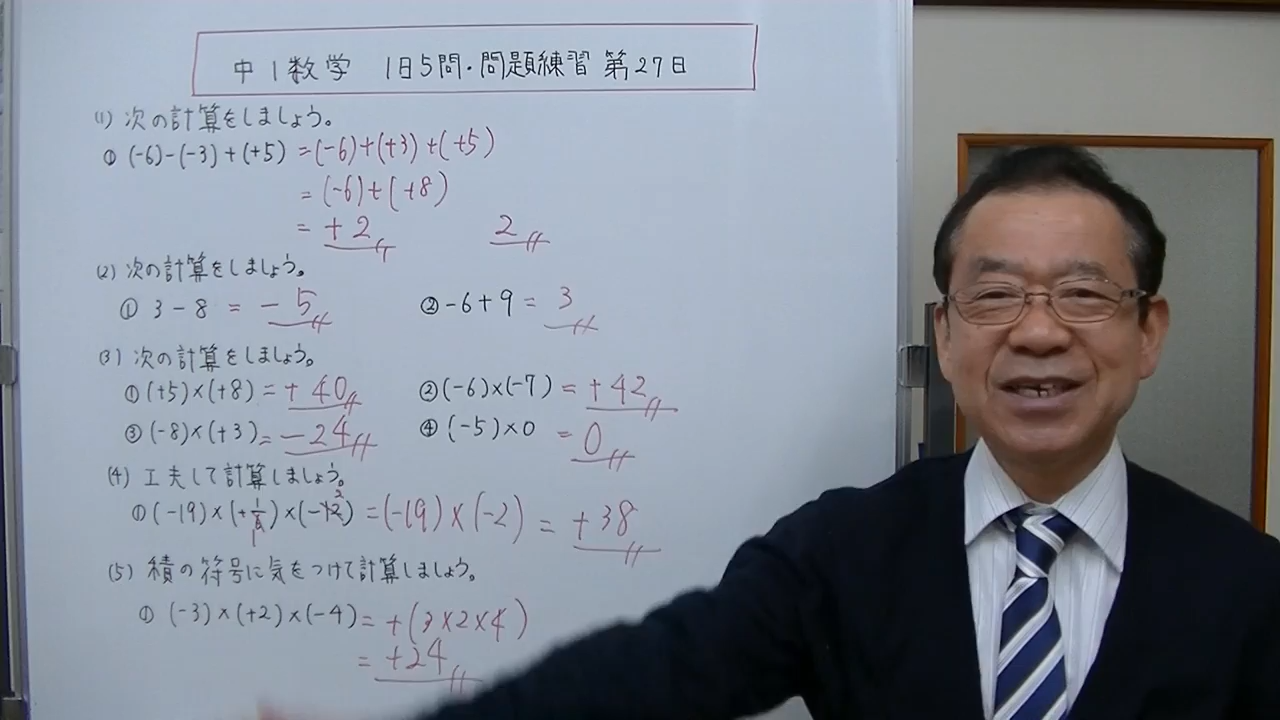 中1数学 1日5問・問題練習 第27日
(1) 次の計算をしましょう。
① (-6)-(-3)+(+5) =(-6)+(+3)+(+5)
=(-6)+(+8)
= +2 2
(2) 次の計算をしましょう。
① 3-8 = -5 ② -6+9 = 3
(3) 次の計算をしましょう。
① (+5)×(+8) = +40 ② (-6)×(-7) = +42
③ (-8)×(+3) = -24 ④ (-5)×0 = 0
(4) 工夫して計算しましょう。
① (-19)×(+1/6)×(-12) =(-19)×(-2) = +38
(5) 積の符号に気をつけて計算しましょう。
① (-3)×(+2)×(-4) = +(3×2×4)
= +24